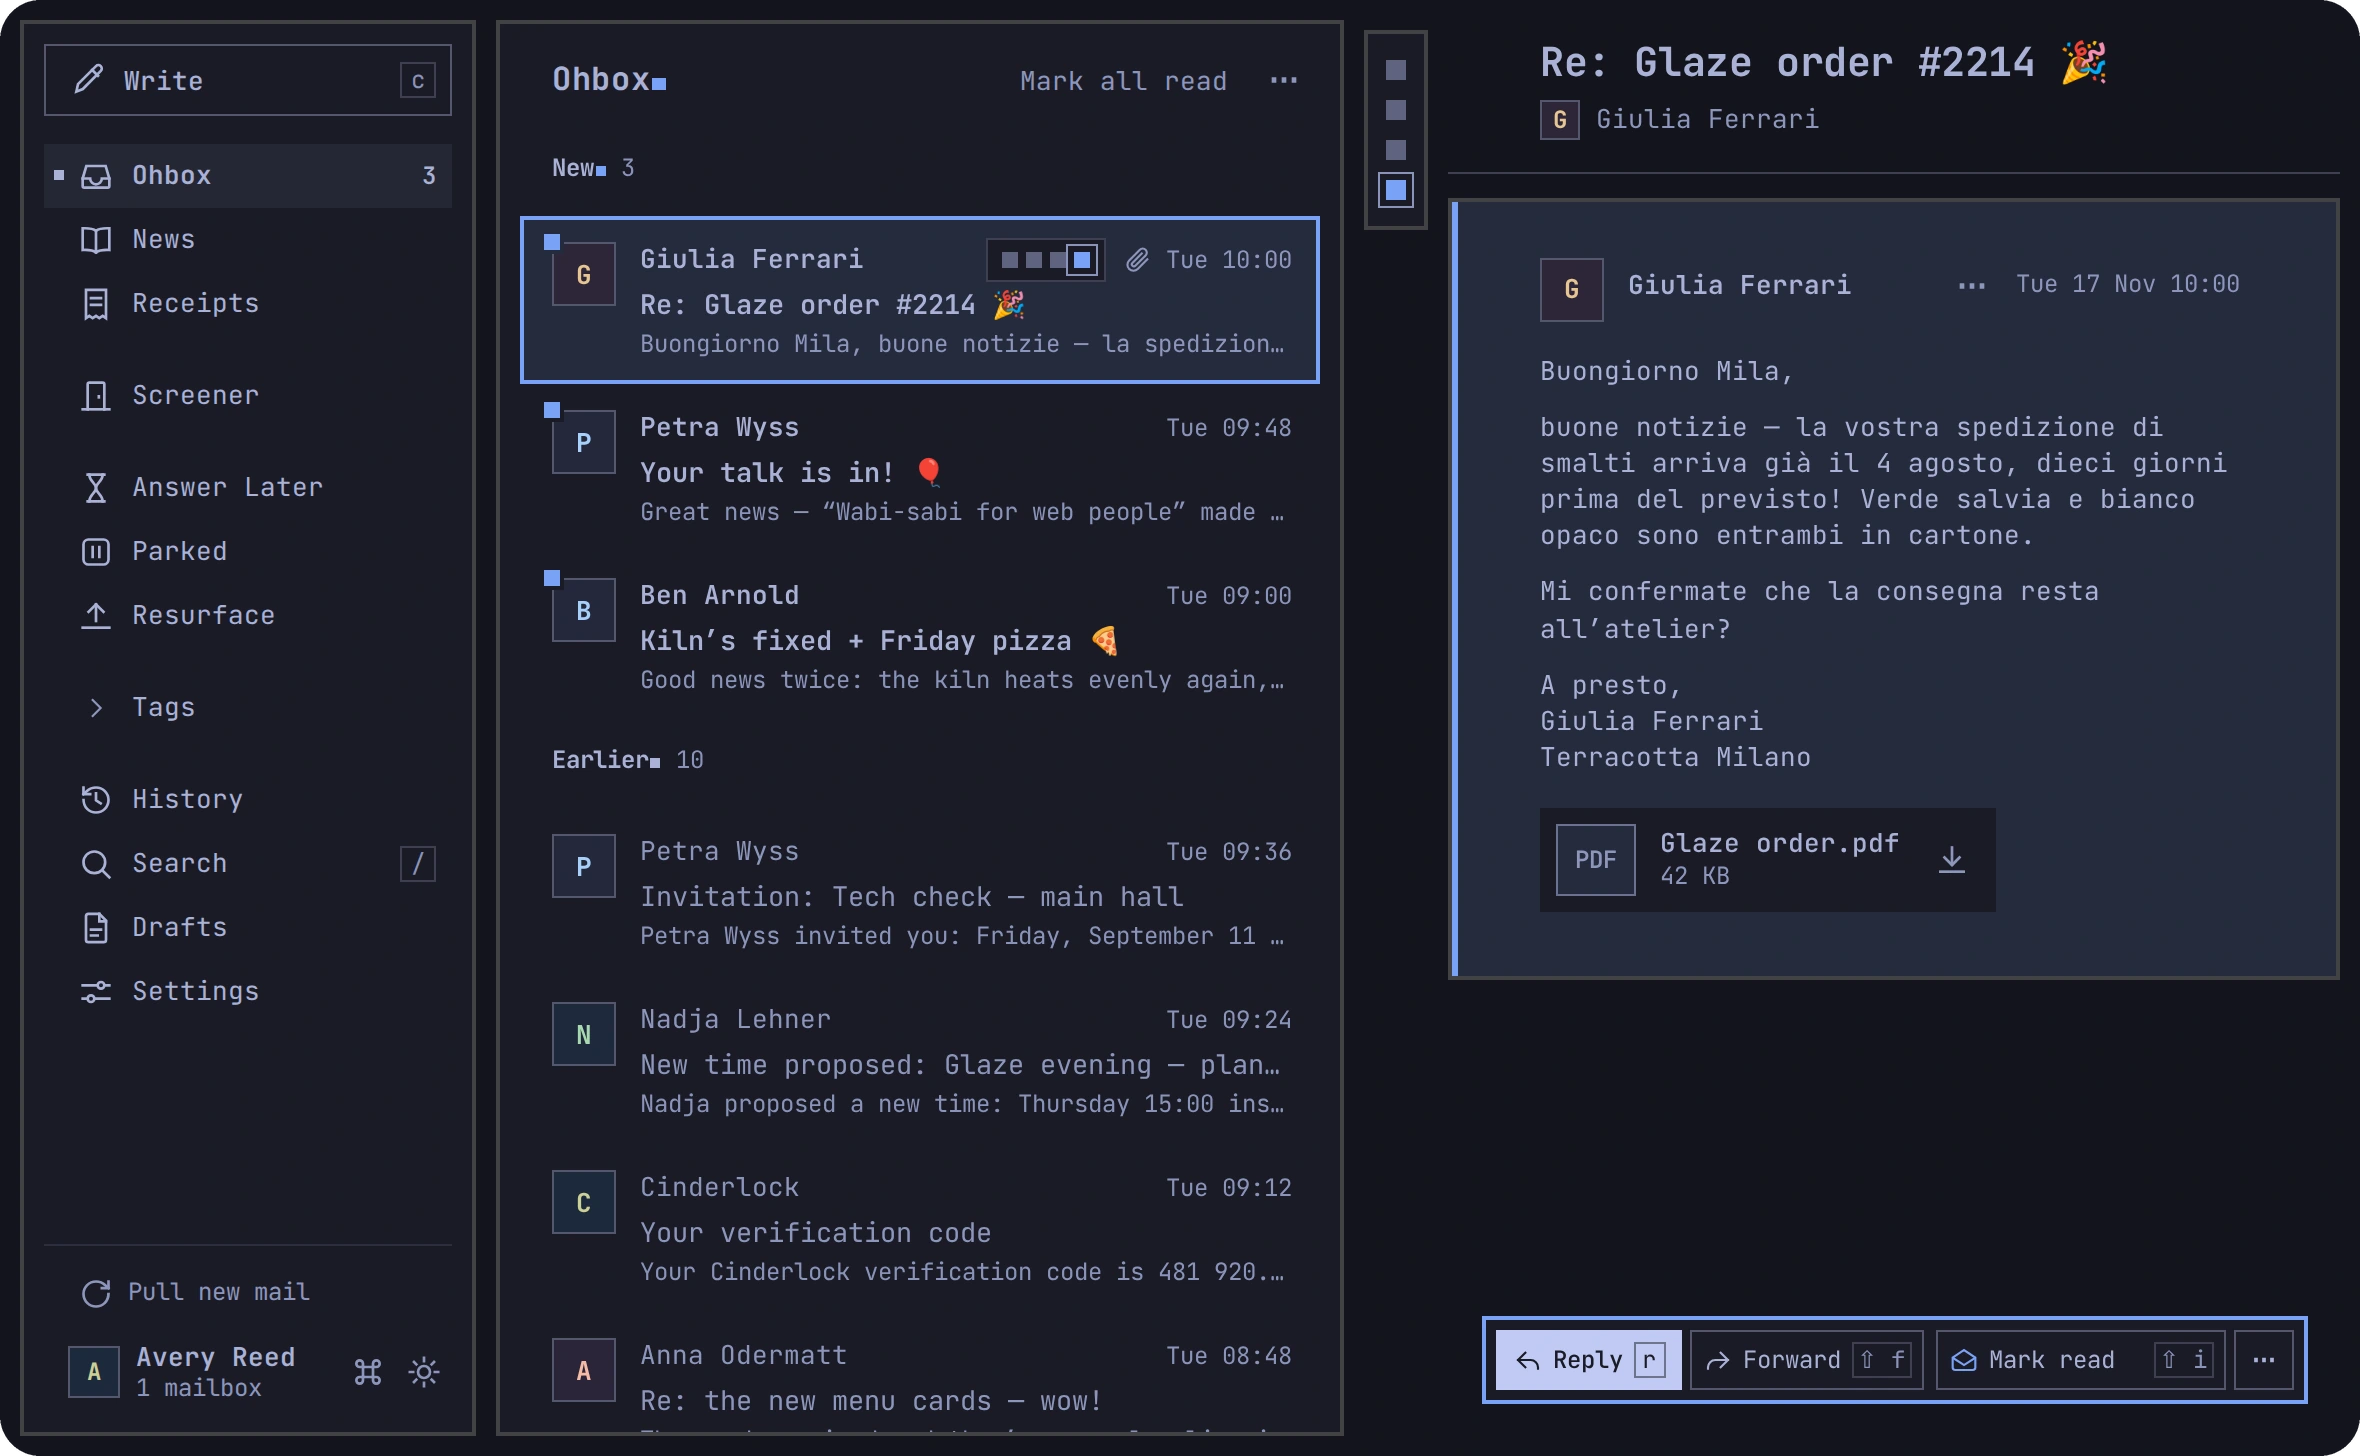 Write c
Ohbox 3
News
Receipts
Screener
Answer Later
Parked
Resurface
Tags
History
Search /
Drafts
Settings
Pull new mail
A Avery Reed
1 mailbox
Ohbox Mark all read ···
New 3
G Giulia Ferrari Tue 10:00
Re: Glaze order #2214 🎉
Buongiorno Mila, buone notizie — la spedizion…
P Petra Wyss Tue 09:48
Your talk is in! 🎈
Great news — “Wabi-sabi for web people” made …
B Ben Arnold Tue 09:00
Kiln’s fixed + Friday pizza 🍕
Good news twice: the kiln heats evenly again,…
Earlier 10
P Petra Wyss Tue 09:36
Invitation: Tech check — main hall
Petra Wyss invited you: Friday, September 11 …
N Nadja Lehner Tue 09:24
New time proposed: Glaze evening — plan…
Nadja proposed a new time: Thursday 15:00 ins…
C Cinderlock Tue 09:12
Your verification code
Your Cinderlock verification code is 481 920.…
A Anna Odermatt Tue 08:48
Re: the new menu cards — wow!
Re: Glaze order #2214 🎉
G Giulia Ferrari
G Giulia Ferrari ··· Tue 17 Nov 10:00
Buongiorno Mila,
buone notizie — la vostra spedizione di
smalti arriva già il 4 agosto, dieci giorni
prima del previsto! Verde salvia e bianco
opaco sono entrambi in cartone.
Mi confermate che la consegna resta
all’atelier?
A presto,
Giulia Ferrari
Terracotta Milano
PDF Glaze order.pdf
42 KB
Reply r Forward ⇧ f Mark read ⇧ i ···